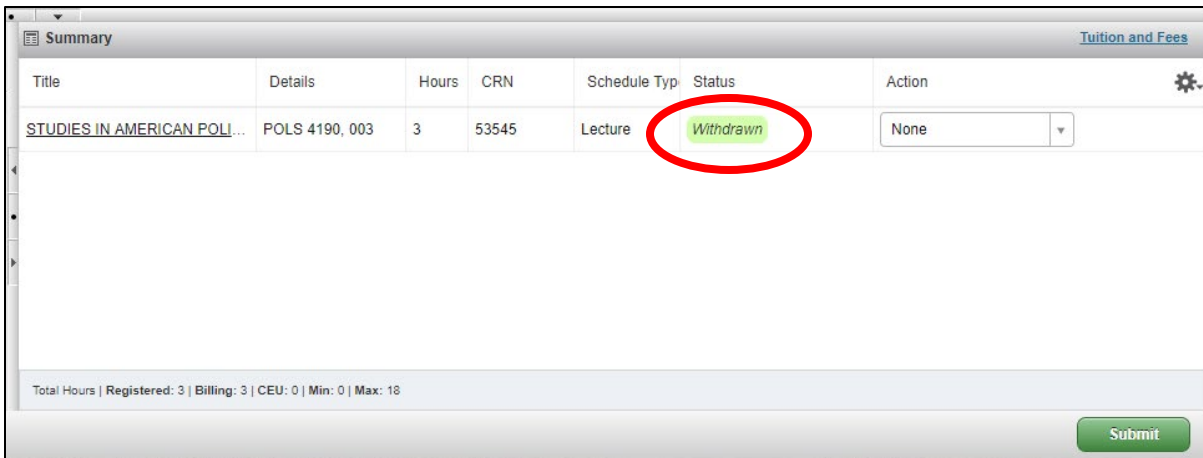 Summary Tuition and Fees
Title Details Hours CRN Schedule Typ Status Action
STUDIES IN AMERICAN POLI... POLS 4190, 003 3 53545 Lecture Withdrawn None
Total Hours | Registered: 3 | Billing: 3 | CEU: 0 | Min: 0 | Max: 18
Submit